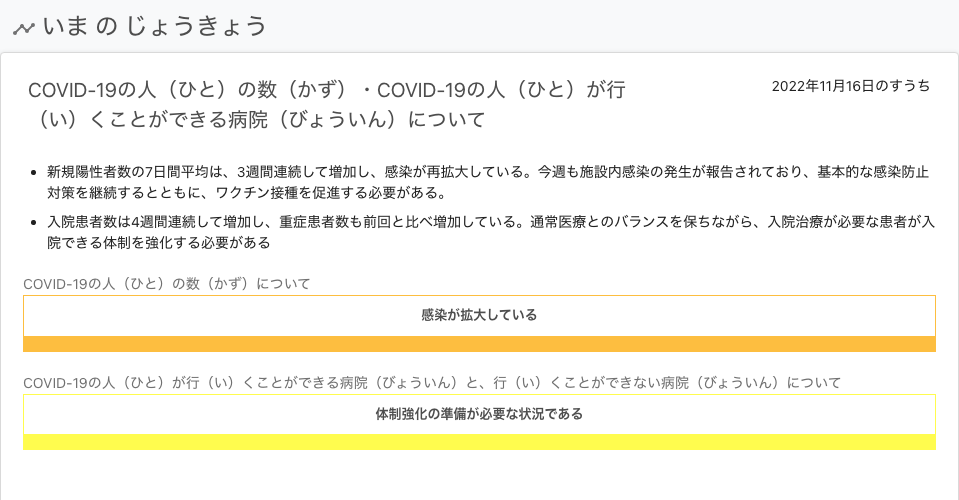 いま の じょうきょう
COVID-19の人（ひと）の数（かず）・COVID-19の人（ひと）が行
（い）くことができる病院（びょういん）について
2022年11月16日のすうち
• 新規陽性者数の7日間平均は、3週間連続して増加し、感染が再拡大している。今週も施設内感染の発生が報告されており、基本的な感染防止
対策を継続するとともに、ワクチン接種を促進する必要がある。
• 入院患者数は4週間連続して増加し、重症患者数も前回と比べ増加している。通常医療とのバランスを保ちながら、入院治療が必要な患者が入
院できる体制を強化する必要がある
COVID-19の人（ひと）の数（かず）について
感染が拡大している
COVID-19の人（ひと）が行（い）くことができる病院（びょういん）と、行（い）くことができない病院（びょういん）について
体制強化の準備が必要な状況である